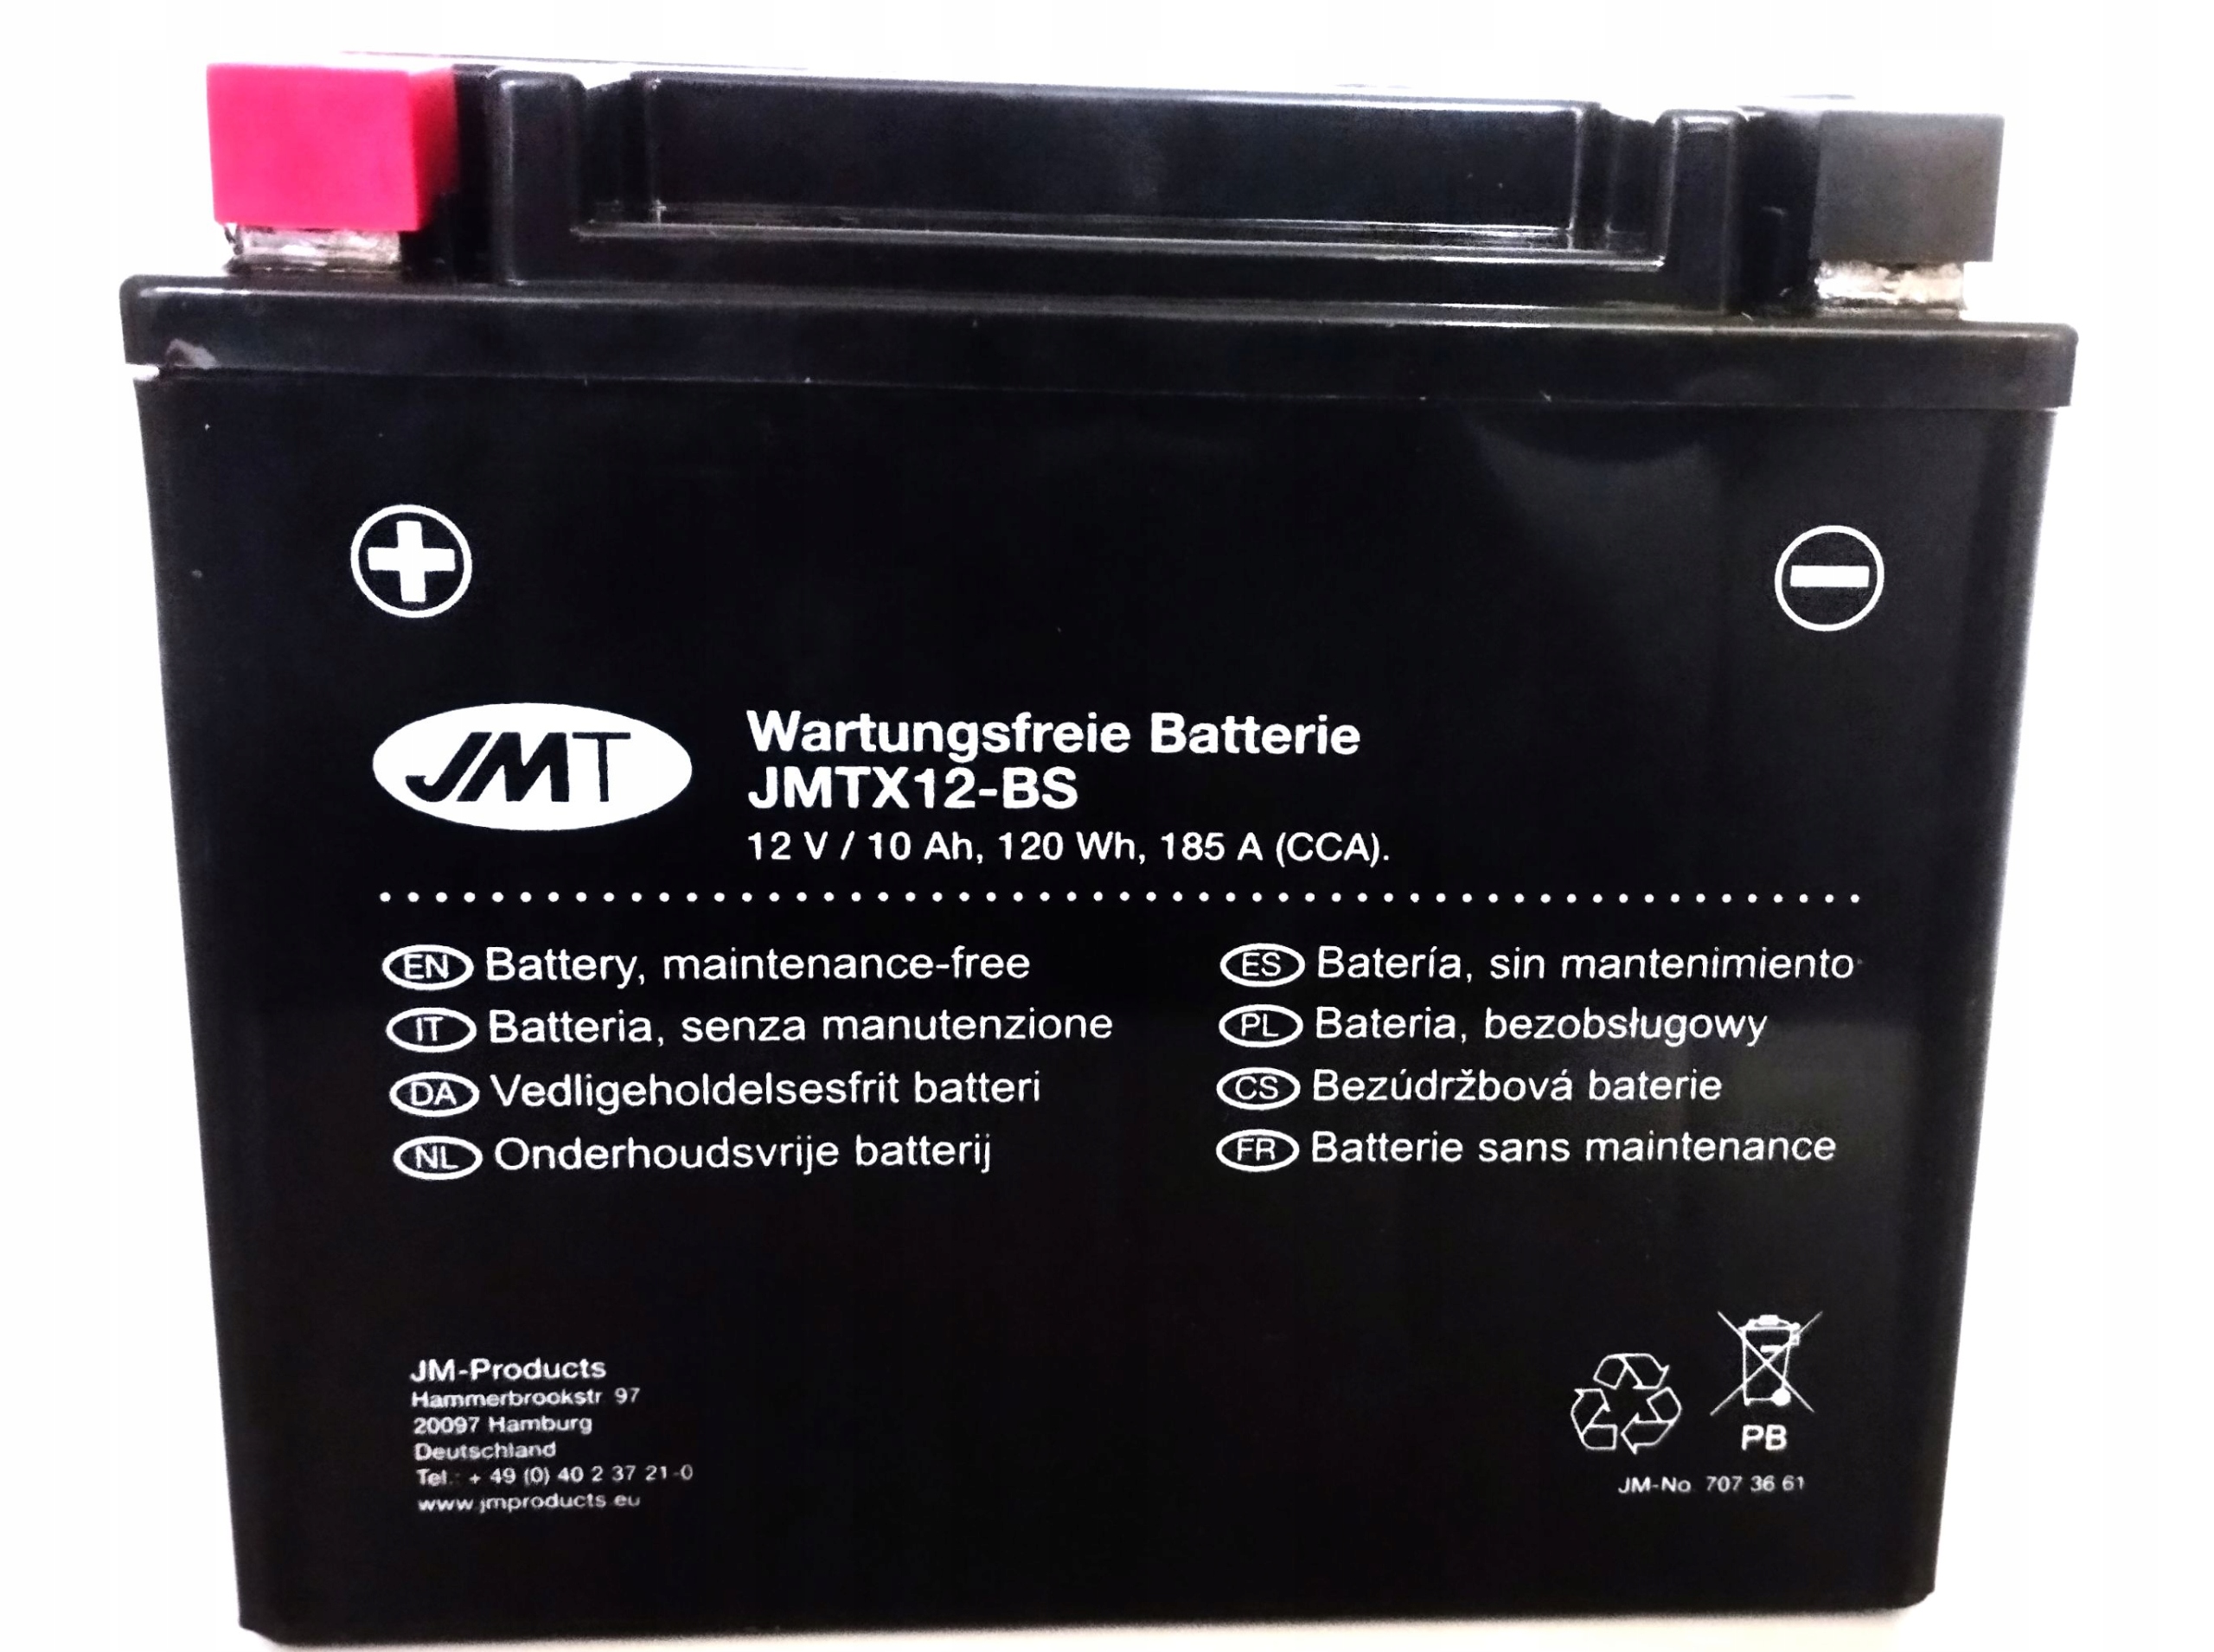 JMT
Wartungsfreie Batterie
JMTX12-BS
12 V / 10 Ah, 120 Wh, 185 A (CCA).
EN Battery, maintenance-free
IT Batteria, senza manutenzione
DA Vedligeholdelsesfrit batteri
NL Onderhoudsvrije batterij
ES Batería, sin mantenimiento
PL Bateria, bezobsługowy
CS Bezúdržbová baterie
FR Batterie sans maintenance
JM-Products
Hammerbrookstr. 97
20097 Hamburg
Deutschland
Tel.: + 49 (0) 40 2 37 21-0
www.jmproducts.eu
PB
JM-No. 707 36 61